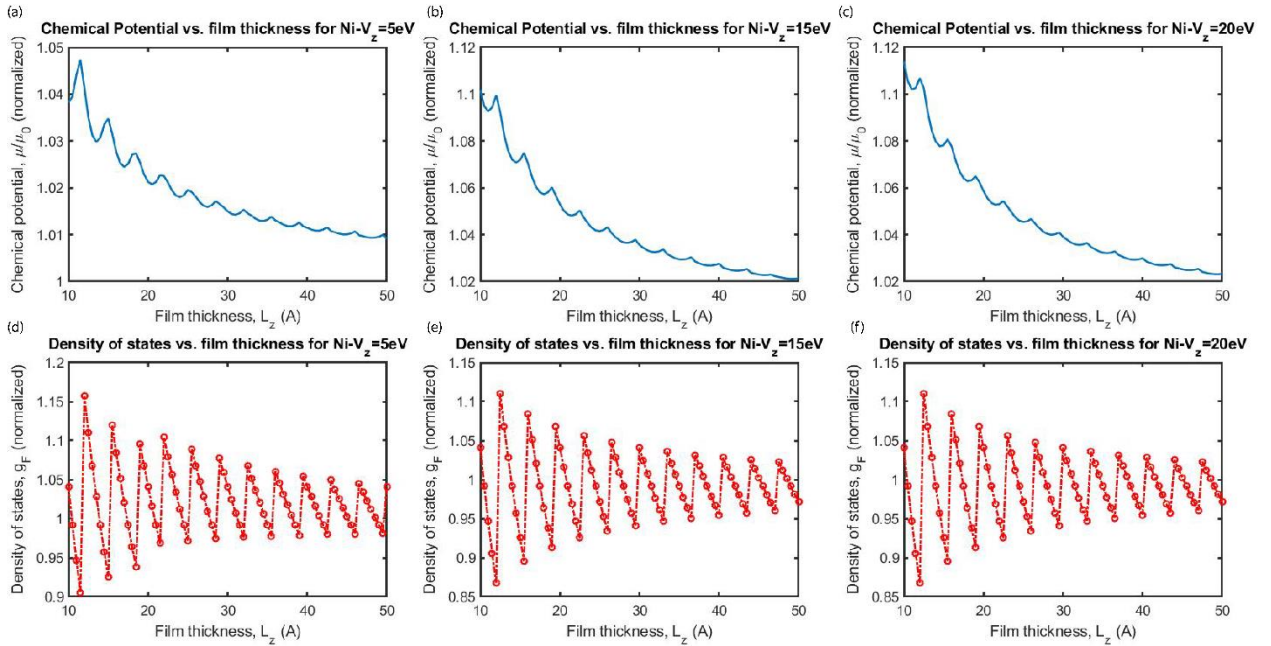 (a)
Chemical Potential vs. film thickness for Ni-V_z=5eV
Chemical potential, μ/μ_0 (normalized)
1.05
1.04
1.03
1.02
1.01
1
10 20 30 40 50
Film thickness, L_z (A)
(b)
Chemical Potential vs. film thickness for Ni-V_z=15eV
Chemical potential, μ/μ_0 (normalized)
1.12
1.1
1.08
1.06
1.04
1.02
10 20 30 40 50
Film thickness, L_z (A)
(c)
Chemical Potential vs. film thickness for Ni-V_z=20eV
Chemical potential, μ/μ_0 (normalized)
1.12
1.1
1.08
1.06
1.04
1.02
10 20 30 40 50
Film thickness, L_z (A)
(d)
Density of states vs. film thickness for Ni-V_z=5eV
Density of states, g_F (normalized)
1.2
1.15
1.1
1.05
1
0.95
0.9
10 20 30 40 50
Film thickness, L_z (A)
(e)
Density of states vs. film thickness for Ni-V_z=15eV
Density of states, g_F (normalized)
1.15
1.1
1.05
1
0.95
0.9
0.85
10 20 30 40 50
Film thickness, L_z (A)
(f)
Density of states vs. film thickness for Ni-V_z=20eV
Density of states, g_F (normalized)
1.15
1.1
1.05
1
0.95
0.9
0.85
10 20 30 40 50
Film thickness, L_z (A)